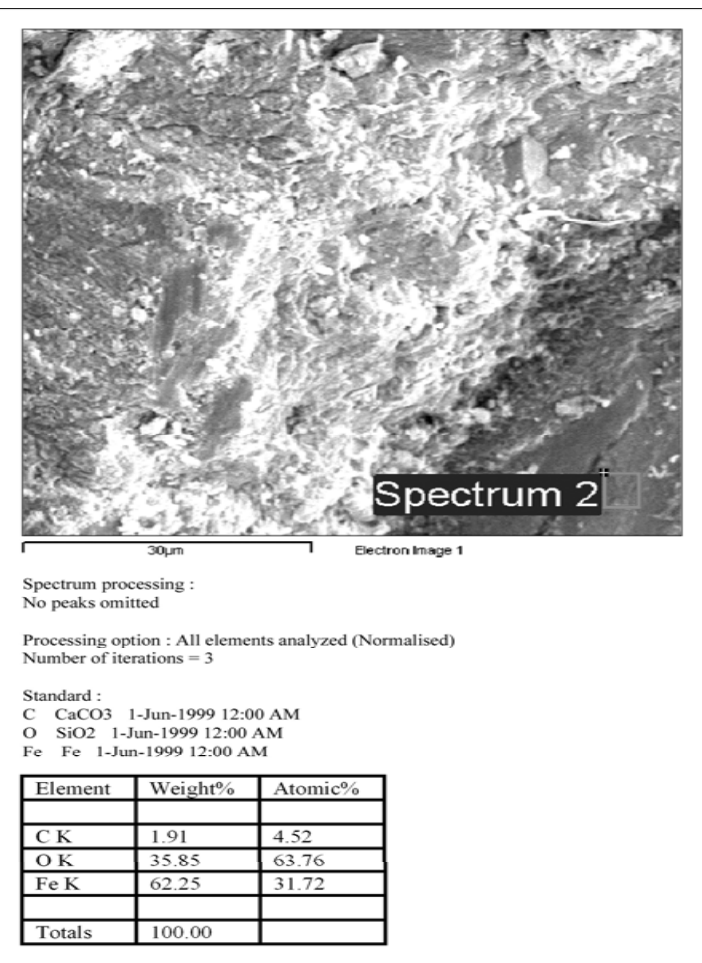 Spectrum 2
30µm
Electron Image 1
Spectrum processing :
No peaks omitted
Processing option : All elements analyzed (Normalised)
Number of iterations = 3
Standard :
C CaCO3 1-Jun-1999 12:00 AM
O SiO2 1-Jun-1999 12:00 AM
Fe Fe 1-Jun-1999 12:00 AM
Element Weight% Atomic%
C K 1.91 4.52
O K 35.85 63.76
Fe K 62.25 31.72
Totals 100.00